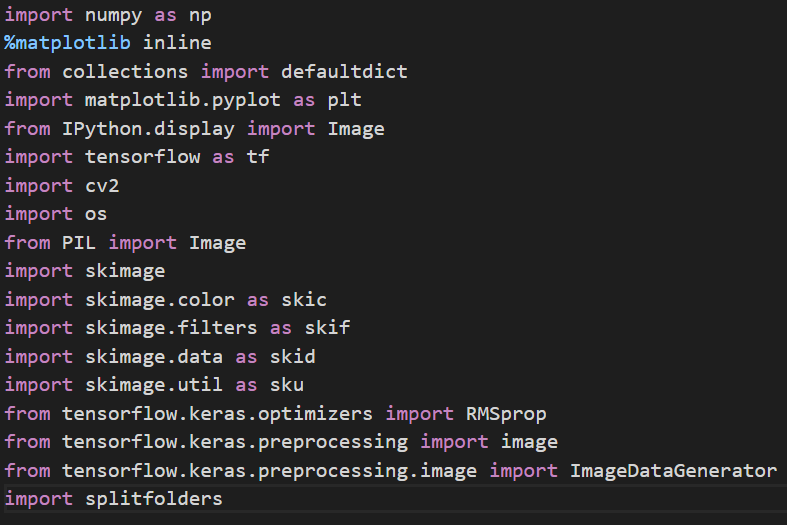 import numpy as np
%matplotlib inline
from collections import defaultdict
import matplotlib.pyplot as plt
from IPython.display import Image
import tensorflow as tf
import cv2
import os
from PIL import Image
import skimage
import skimage.color as skic
import skimage.filters as skif
import skimage.data as skid
import skimage.util as sku
from tensorflow.keras.optimizers import RMSprop
from tensorflow.keras.preprocessing import image
from tensorflow.keras.preprocessing.image import ImageDataGenerator
import splitfolders